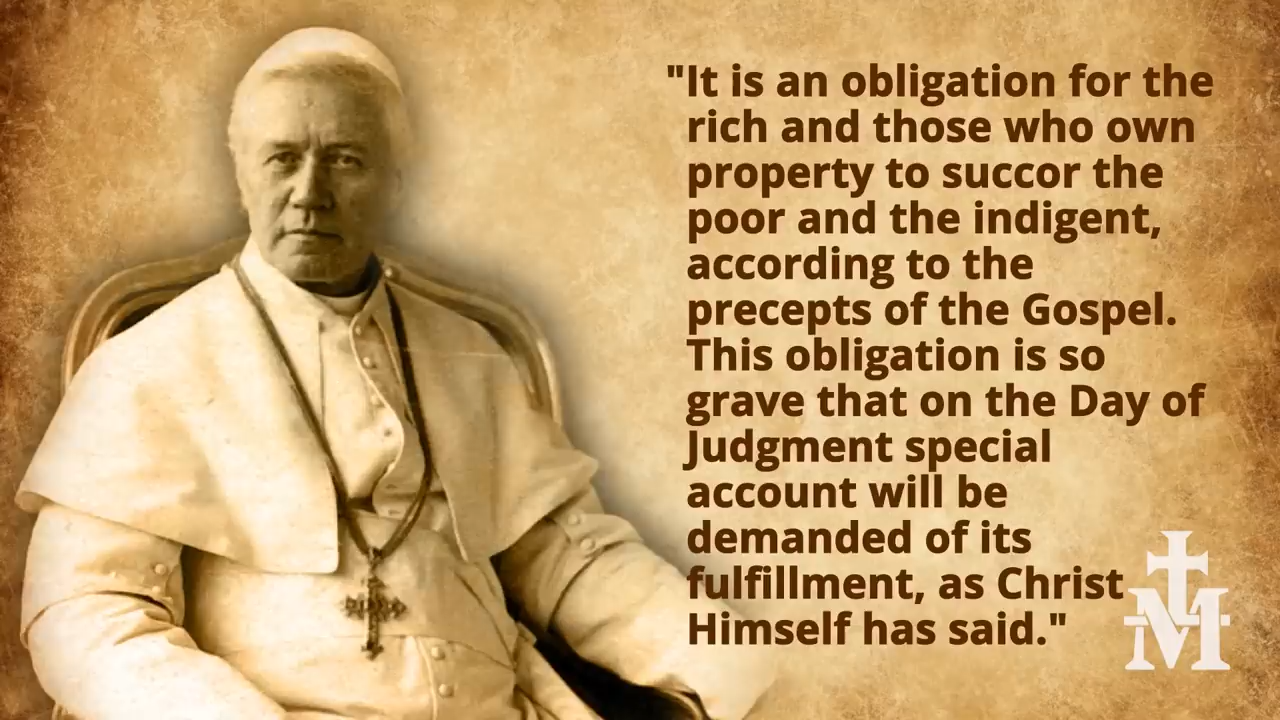 "It is an obligation for the
rich and those who own
property to succor the
poor and the indigent,
according to the
precepts of the Gospel.
This obligation is so
grave that on the Day of
Judgment special
account will be
demanded of its
fulfillment, as Christ
Himself has said."